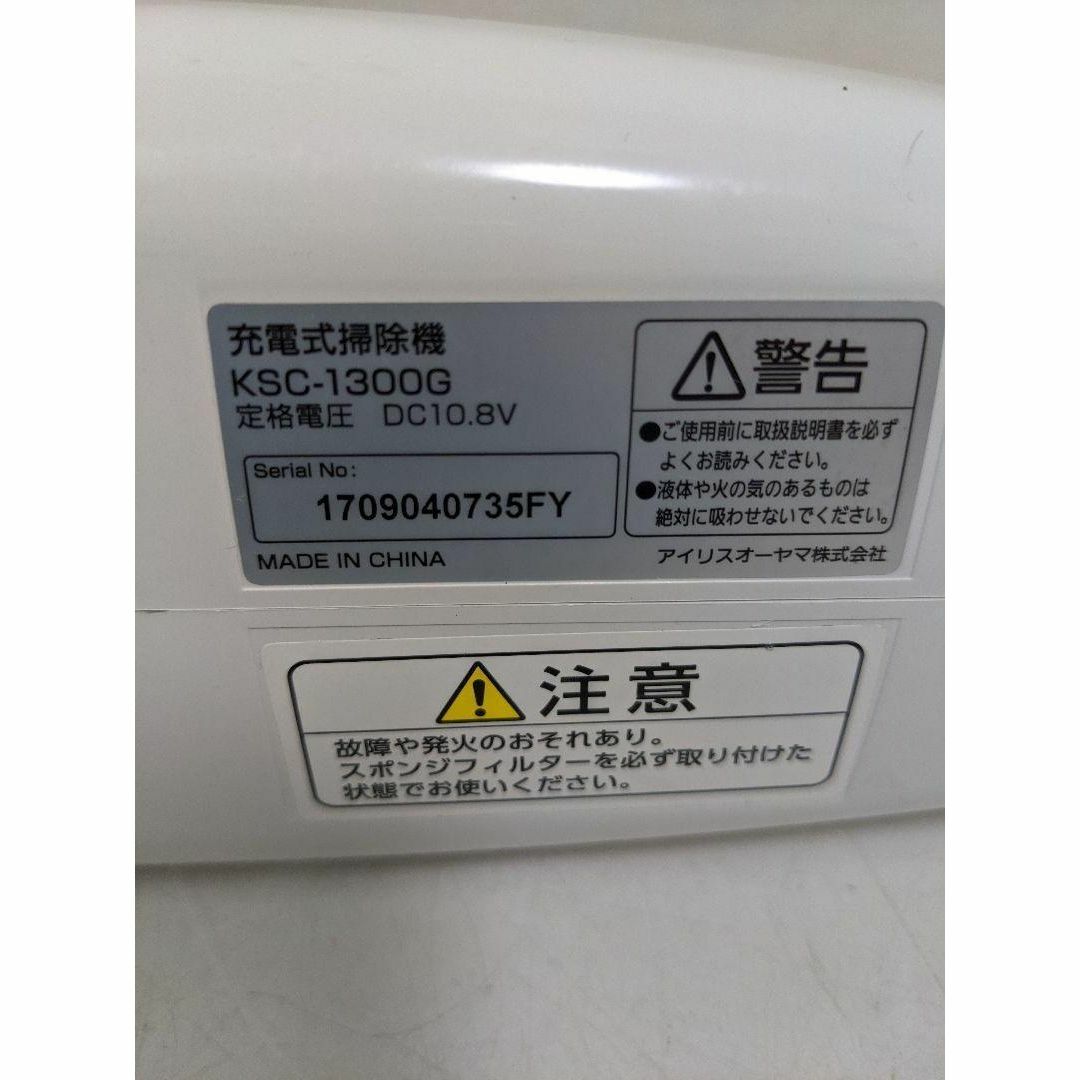 充電式掃除機
KSC-1300G
定格電圧 DC10.8V
Serial No:
1709040735FY
MADE IN CHINA
警告
●ご使用前に取扱説明書を必ず
よくお読みください。
●液体や火の気のあるものは
絶対に吸わせないでください。
アイリスオーヤマ株式会社
注意
故障や発火のおそれあり。
スポンジフィルターを必ず取り付けた
状態でお使いください。